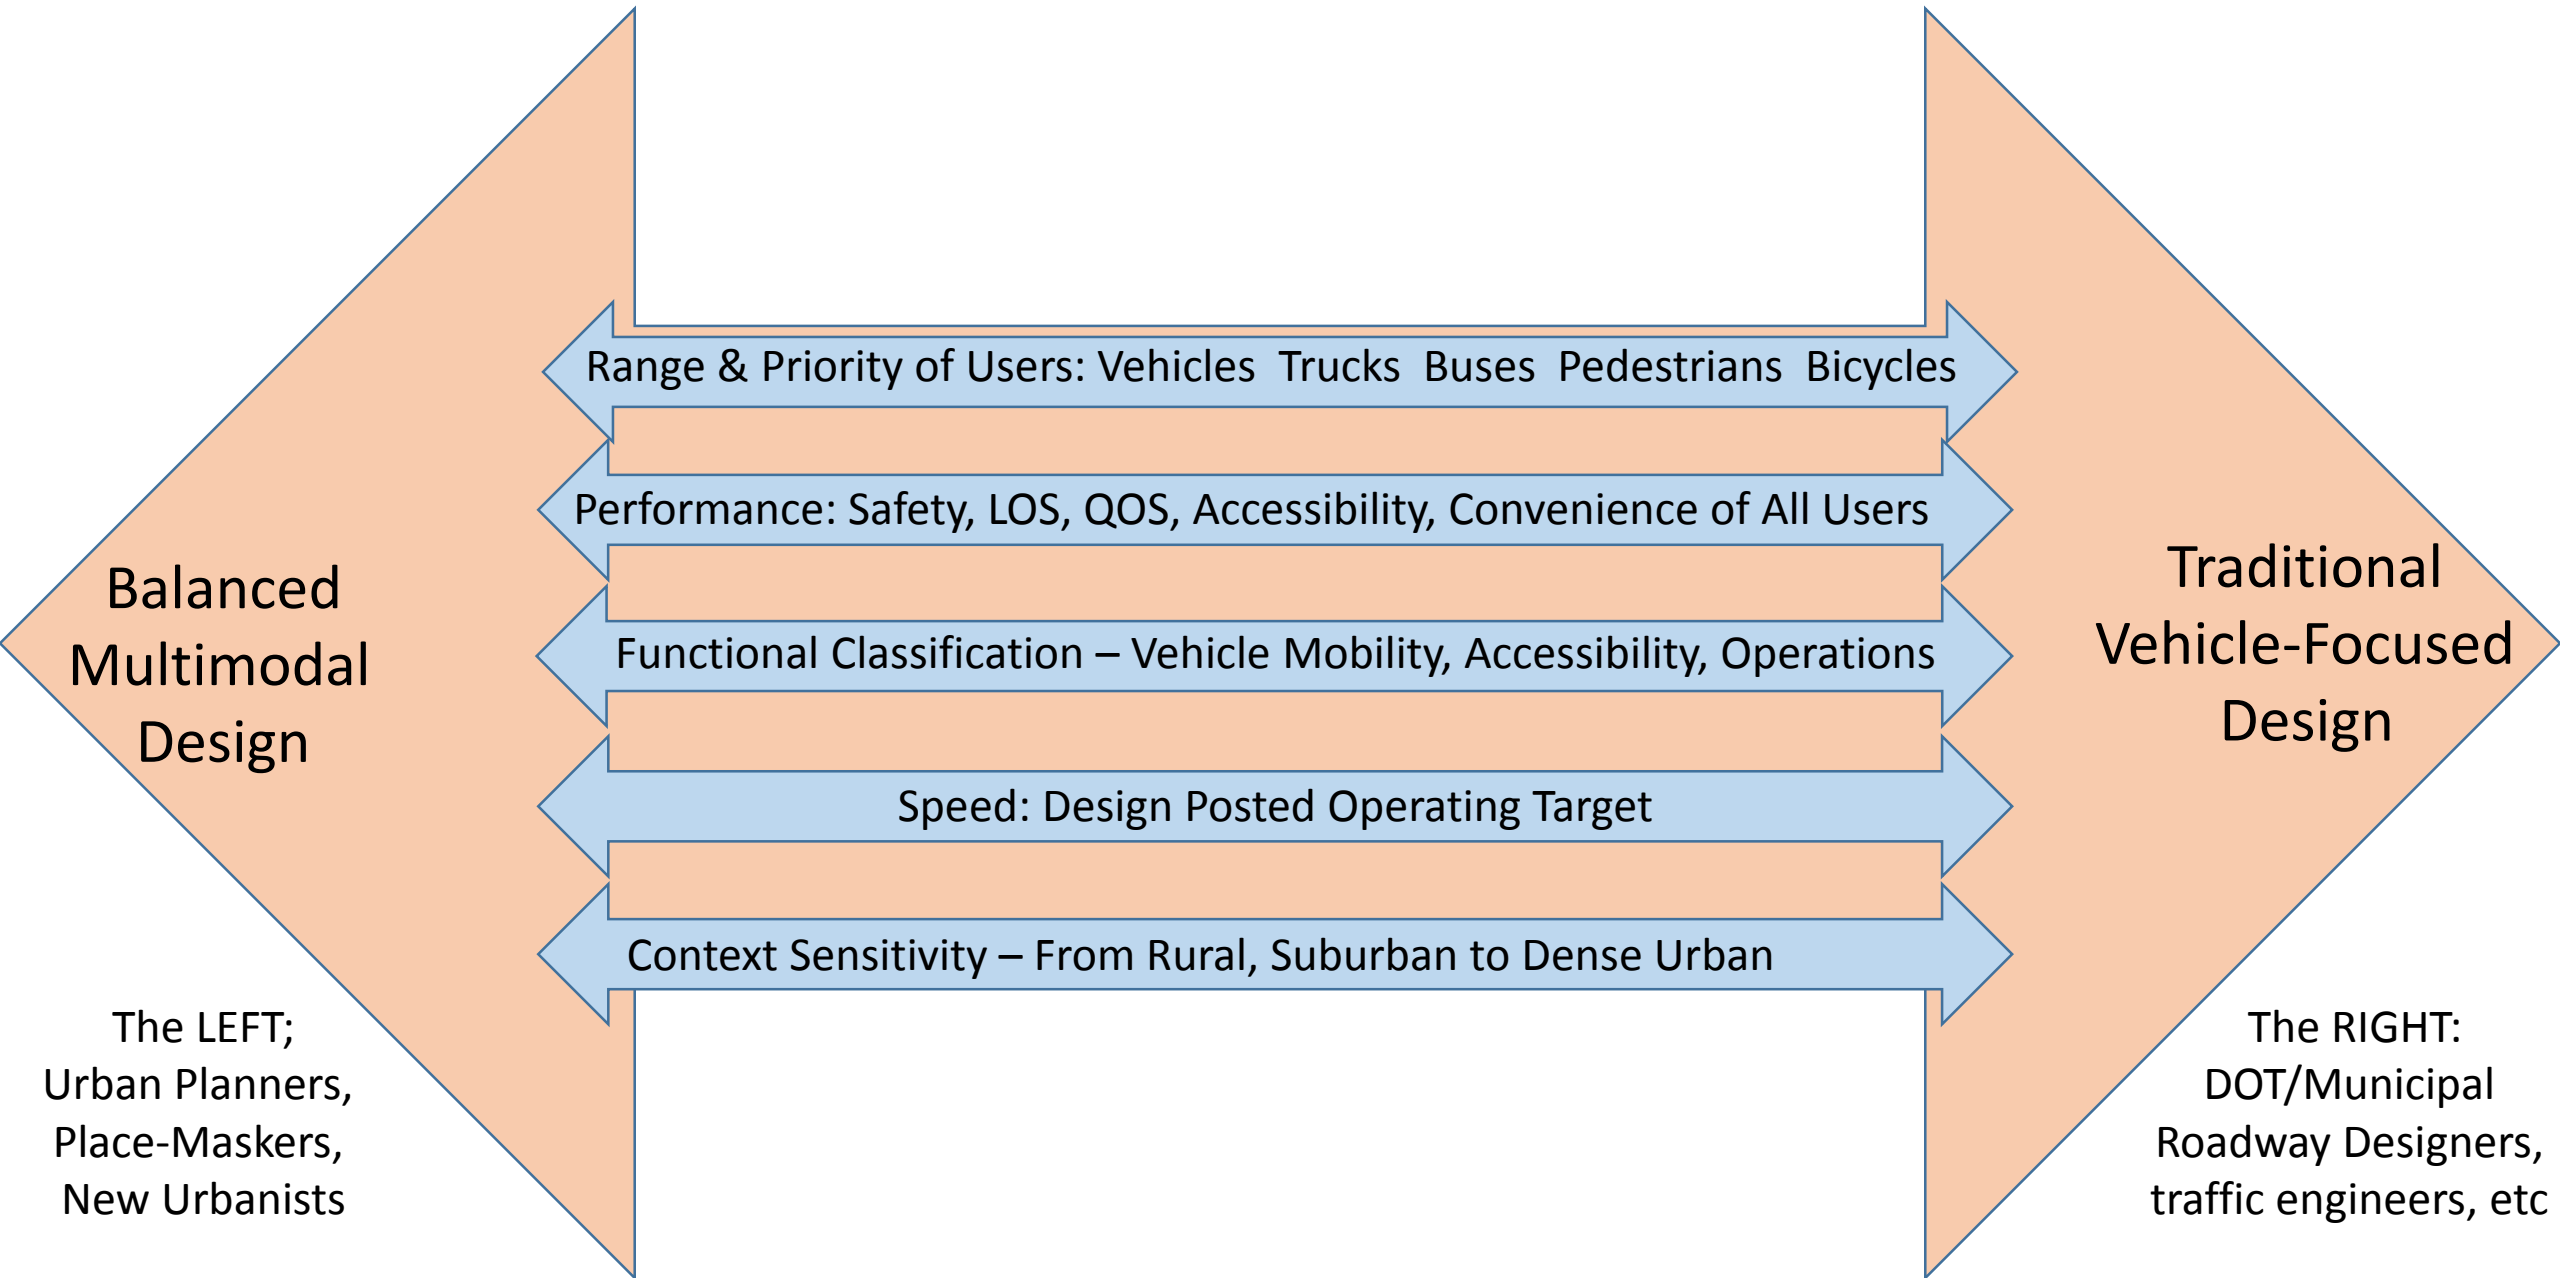 Range & Priority of Users: Vehicles  Trucks  Buses  Pedestrians  Bicycles
Performance: Safety, LOS, QOS, Accessibility, Convenience of All Users
Functional Classification – Vehicle Mobility, Accessibility, Operations
Speed: Design Posted Operating Target
Context Sensitivity – From Rural, Suburban to Dense Urban
Balanced
Multimodal
Design
Traditional
Vehicle-Focused
Design
The LEFT;
Urban Planners,
Place-Maskers,
New Urbanists
The RIGHT:
DOT/Municipal
Roadway Designers,
traffic engineers, etc